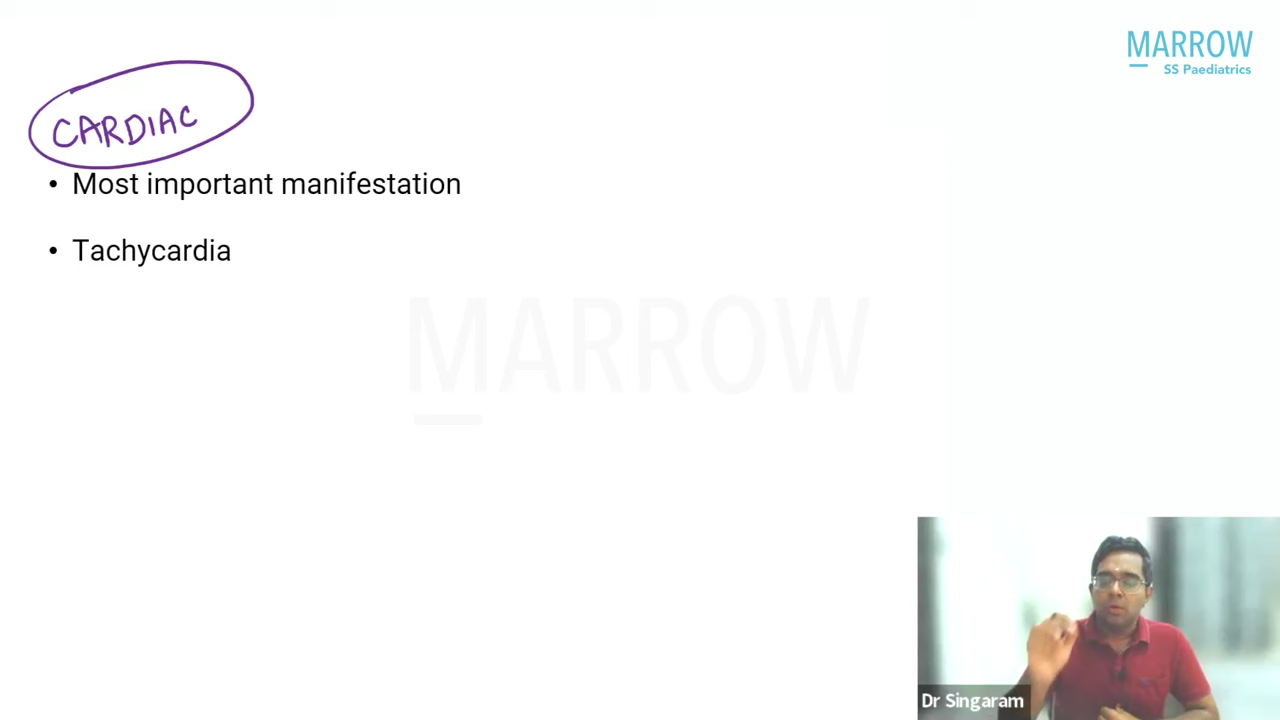 MARROW
SS Paediatrics
CARDIAC
• Most important manifestation
• Tachycardia
MARROW
Dr Singaram